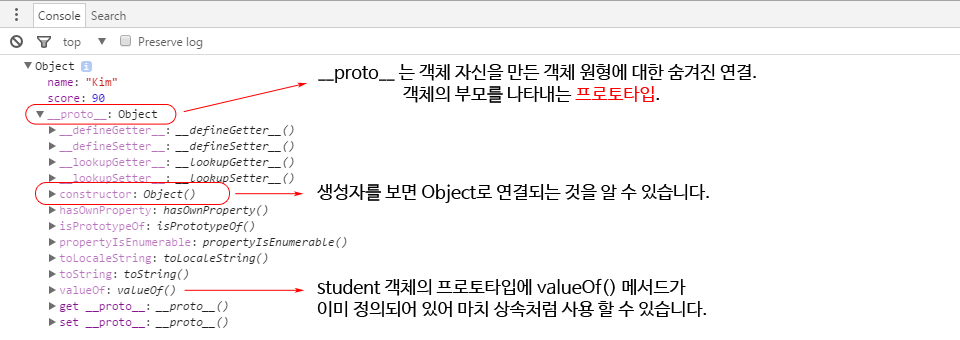 Console Search
top Preserve log
Object i
name: "Kim"
score: 90
__proto__: Object
__defineGetter__: __defineGetter__()
__defineSetter__: __defineSetter__()
__lookupGetter__: __lookupGetter__()
__lookupSetter__: __lookupSetter__()
constructor: Object()
hasOwnProperty: hasOwnProperty()
isPrototypeOf: isPrototypeOf()
propertyIsEnumerable: propertyIsEnumerable()
toLocaleString: toLocaleString()
toString: toString()
valueOf: valueOf()
get __proto__: __proto__()
set __proto__: __proto__()
__proto__ 는 객체 자신을 만든 객체 원형에 대한 숨겨진 연결.
객체의 부모를 나타내는 프로토타입.
생성자를 보면 Object로 연결되는 것을 알 수 있습니다.
student 객체의 프로토타입에 valueOf() 메서드가
이미 정의되어 있어 마치 상속처럼 사용 할 수 있습니다.